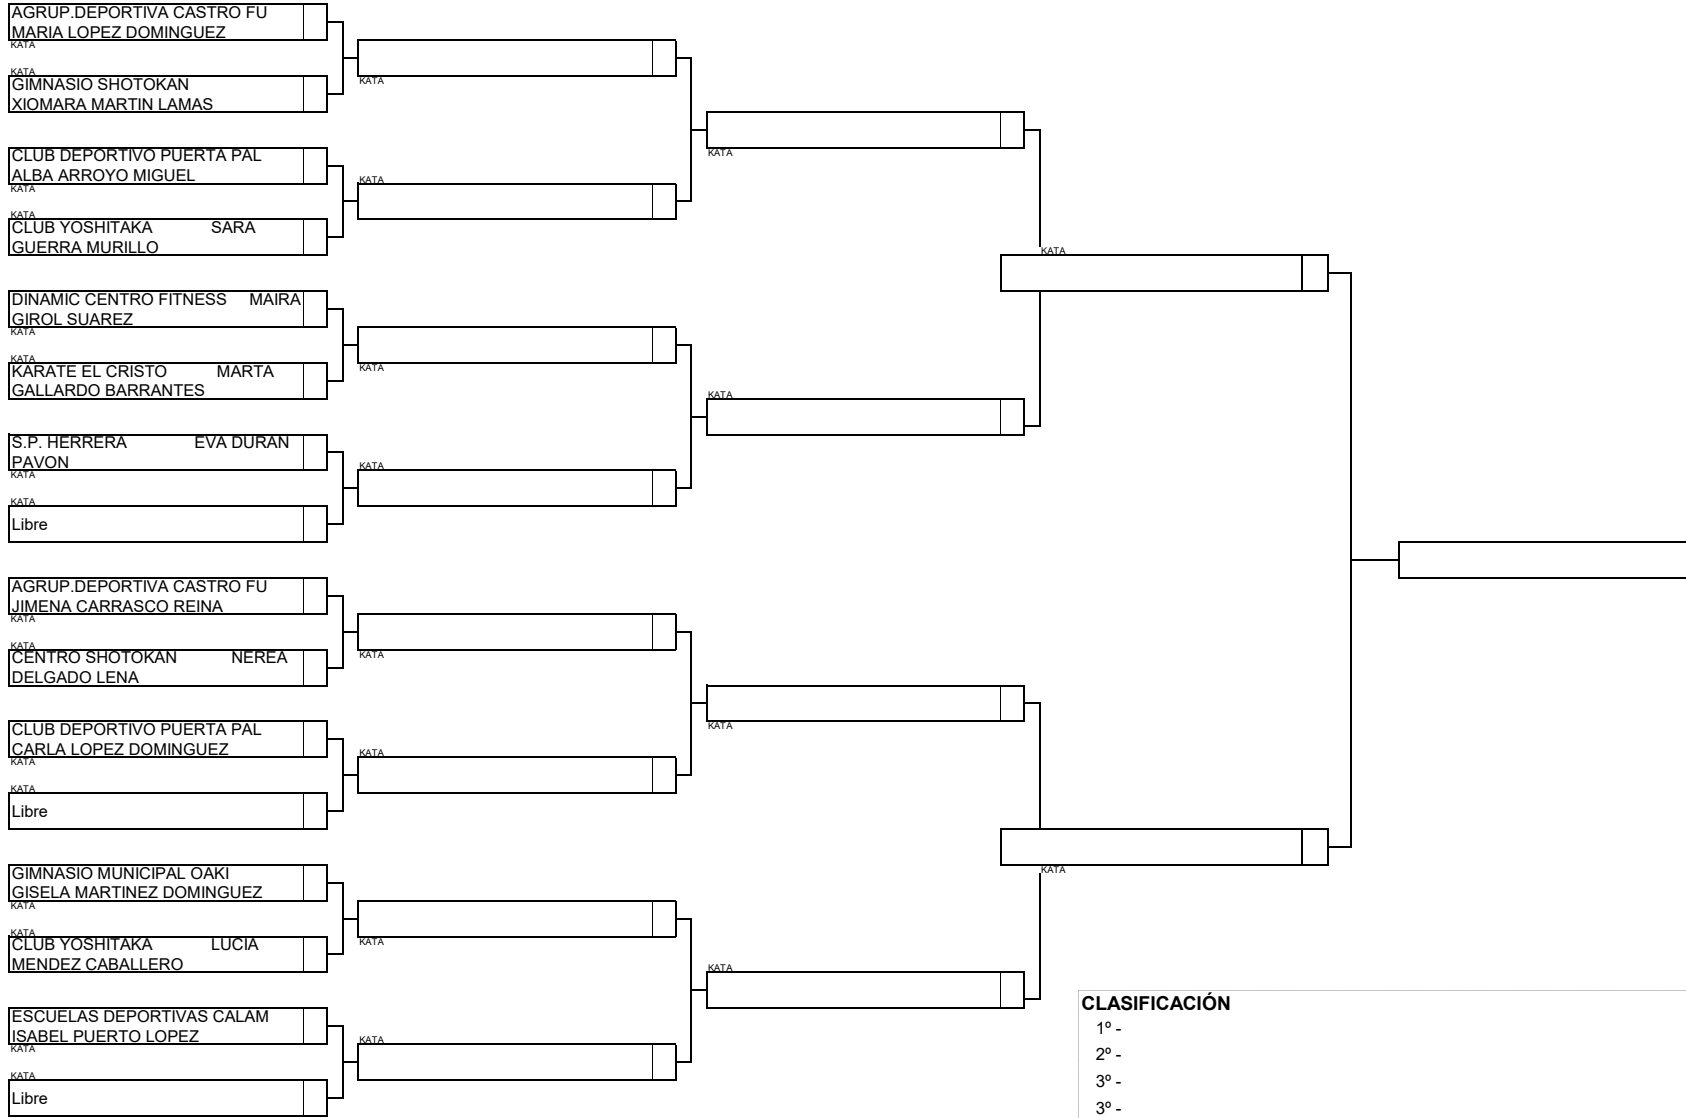 AGRUP.DEPORTIVA CASTRO FU
MARIA LOPEZ DOMINGUEZ
KATA
KATA
GIMNASIO SHOTOKAN
XIOMARA MARTIN LAMAS
CLUB DEPORTIVO PUERTA PAL
ALBA ARROYO MIGUEL
KATA
KATA
CLUB YOSHITAKA SARA
GUERRA MURILLO
DINAMIC CENTRO FITNESS MAIRA
GIROL SUAREZ
KATA
KATA
KARATE EL CRISTO MARTA
GALLARDO BARRANTES
S.P. HERRERA EVA DURAN
PAVON
KATA
KATA
Libre
AGRUP.DEPORTIVA CASTRO FU
JIMENA CARRASCO REINA
KATA
KATA
CENTRO SHOTOKAN NEREA
DELGADO LENA
CLUB DEPORTIVO PUERTA PAL
CARLA LOPEZ DOMINGUEZ
KATA
KATA
Libre
GIMNASIO MUNICIPAL OAKI
GISELA MARTINEZ DOMINGUEZ
KATA
KATA
CLUB YOSHITAKA LUCIA
MENDEZ CABALLERO
ESCUELAS DEPORTIVAS CALAM
ISABEL PUERTO LOPEZ
KATA
KATA
Libre
KATA
KATA
KATA
KATA
KATA
KATA
KATA
KATA
KATA
KATA
KATA
KATA
KATA
KATA
CLASIFICACIÓN
1º -
2º -
3º -
3º -